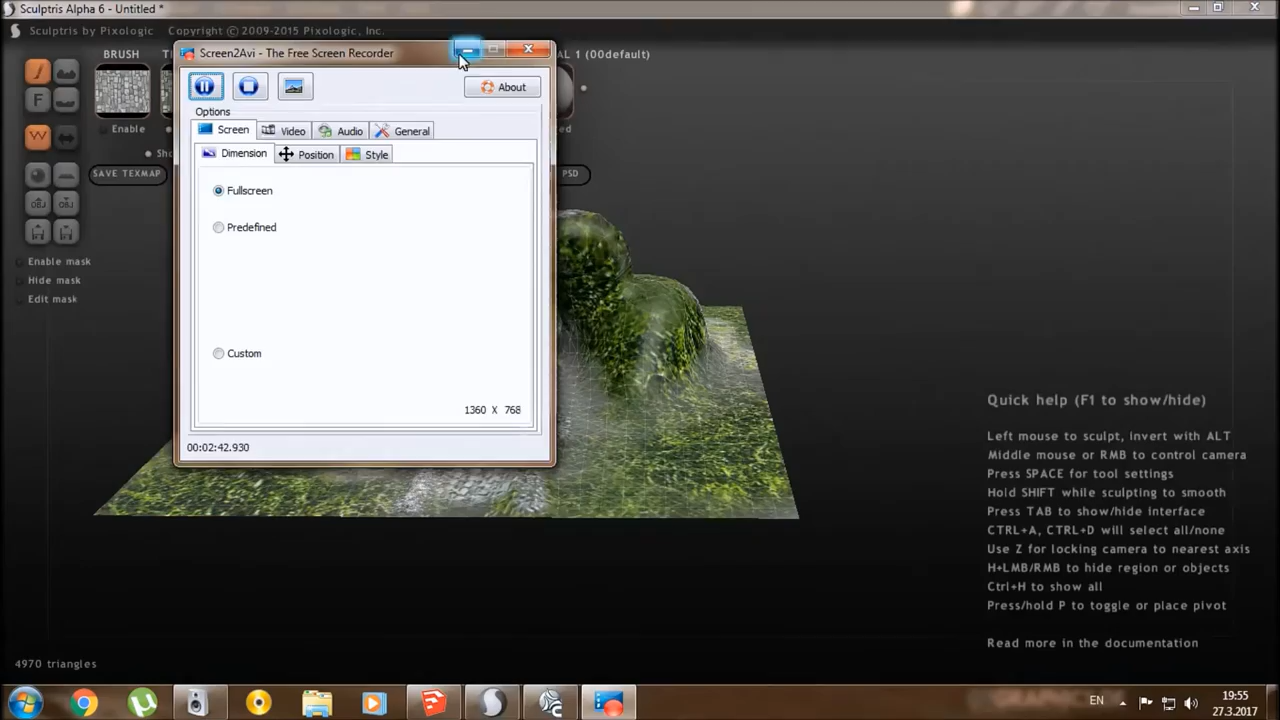 Sculptris Alpha 6 - Untitled *
Sculptris by Pixologic. Copyright © 2009-2015 Pixologic, Inc.
BRUSH
AL 1 (00default)
Enable
SAVE TEXMAP
PSD
Enable mask
Hide mask
Edit mask
Screen2Avi - The Free Screen Recorder
About
Options
Screen
Video
Audio
General
Dimension
Position
Style
Fullscreen
Predefined
Custom
1360 X 768
00:02:42.930
Quick help (F1 to show/hide)
Left mouse to sculpt, invert with ALT
Middle mouse or RMB to control camera
Press SPACE for tool settings
Hold SHIFT while sculpting to smooth
Press TAB to show/hide interface
CTRL+A, CTRL+D will select all/none
Use Z for locking camera to nearest axis
H+LMB/RMB to hide region or objects
Ctrl+H to show all
Press/hold P to toggle or place pivot
Read more in the documentation
4970 triangles
EN
19:55
27.3.2017